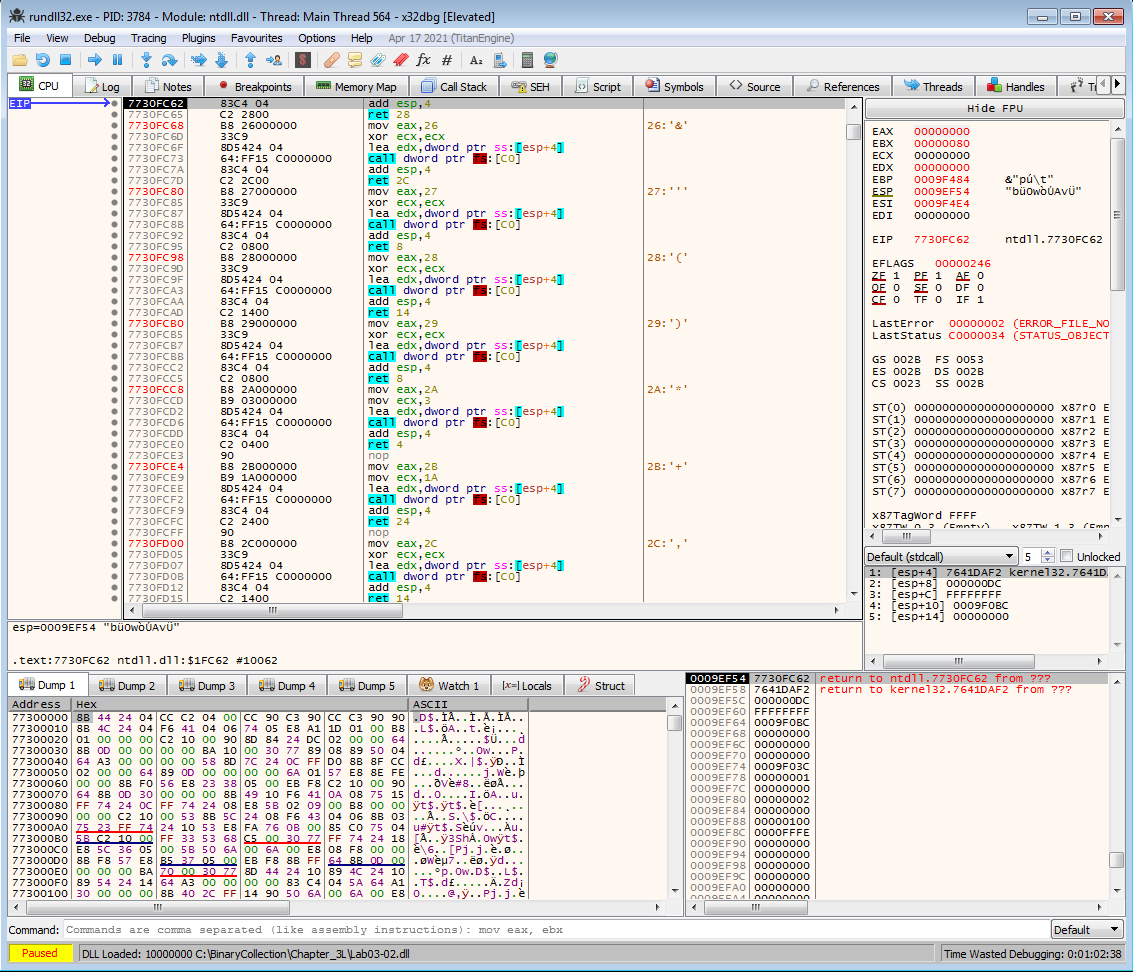 rundll32.exe - PID: 3784 - Module: ntdll.dll - Thread: Main Thread 564 - x32dbg [Elevated]
File View Debug Tracing Plugins Favourites Options Help Apr 17 2021 (TitanEngine)
CPU Log Notes Breakpoints Memory Map Call Stack SEH Script Symbols Source References Threads Handles
EIP
7730FC62 83C4 04 add esp,4
7730FC65 C2 2800 ret 28
7730FC68 B8 26000000 mov eax,26 26:'&'
7730FC6D 33C9 xor ecx,ecx
7730FC6F 8D5424 04 lea edx,dword ptr ss:[esp+4]
7730FC73 64:FF15 C0000000 call dword ptr fs:[C0]
7730FC7A 83C4 04 add esp,4
7730FC7D C2 2C00 ret 2C
7730FC80 B8 27000000 mov eax,27 27:'''
7730FC85 33C9 xor ecx,ecx
7730FC87 8D5424 04 lea edx,dword ptr ss:[esp+4]
7730FC8B 64:FF15 C0000000 call dword ptr fs:[C0]
7730FC92 83C4 04 add esp,4
7730FC95 C2 0800 ret 8
7730FC98 B8 28000000 mov eax,28 28:'('
7730FC9D 33C9 xor ecx,ecx
7730FC9F 8D5424 04 lea edx,dword ptr ss:[esp+4]
7730FCA3 64:FF15 C0000000 call dword ptr fs:[C0]
7730FCAA 83C4 04 add esp,4
7730FCAD C2 1400 ret 14
7730FCB0 B8 29000000 mov eax,29 29:')'
7730FCB5 33C9 xor ecx,ecx
7730FCB7 8D5424 04 lea edx,dword ptr ss:[esp+4]
7730FCBB 64:FF15 C0000000 call dword ptr fs:[C0]
7730FCC2 83C4 04 add esp,4
7730FCC5 C2 0800 ret 8
7730FCC8 B8 2A000000 mov eax,2A 2A:'*'
7730FCCD B9 03000000 mov ecx,3
7730FCD2 8D5424 04 lea edx,dword ptr ss:[esp+4]
7730FCD6 64:FF15 C0000000 call dword ptr fs:[C0]
7730FCDD 83C4 04 add esp,4
7730FCE0 C2 0400 ret 4
7730FCE3 90 nop
7730FCE4 B8 2B000000 mov eax,2B 2B:'+'
7730FCE9 B9 1A000000 mov ecx,1A
7730FCEE 8D5424 04 lea edx,dword ptr ss:[esp+4]
7730FCF2 64:FF15 C0000000 call dword ptr fs:[C0]
7730FCF9 83C4 04 add esp,4
7730FCFC C2 2400 ret 24
7730FCFF 90 nop
7730FD00 B8 2C000000 mov eax,2C 2C:','
7730FD05 33C9 xor ecx,ecx
7730FD07 8D5424 04 lea edx,dword ptr ss:[esp+4]
7730FD0B 64:FF15 C0000000 call dword ptr fs:[C0]
7730FD12 83C4 04 add esp,4
7730FD15 C2 1400 ret 14
Hide FPU
EAX 00000000
EBX 00000080
ECX 00000000
EDX 00000000
EBP 0009F484 &"pú\t"
ESP 0009EF54 "bü0wòÚAvÜ"
ESI 0009F4E4
EDI 00000000
EIP 7730FC62 ntdll.7730FC62
EFLAGS 00000246
ZF 1 PF 1 AF 0
OF 0 SF 0 DF 0
CF 0 TF 0 IF 1
LastError 00000002 (ERROR_FILE_NO
LastStatus C0000034 (STATUS_OBJECT
GS 002B FS 0053
ES 002B DS 002B
CS 0023 SS 002B
ST(0) 00000000000000000000 x87r0 E
ST(1) 00000000000000000000 x87r1 E
ST(2) 00000000000000000000 x87r2 E
ST(3) 00000000000000000000 x87r3 E
ST(4) 00000000000000000000 x87r4 E
ST(5) 00000000000000000000 x87r5 E
ST(6) 00000000000000000000 x87r6 E
ST(7) 00000000000000000000 x87r7 E
x87TagWord FFFF
Default (stdcall) 5 Unlocked
1: [esp+4] 7641DAF2 kernel32.7641D
2: [esp+8] 000000DC
3: [esp+C] FFFFFFFF
4: [esp+10] 0009F0BC
5: [esp+14] 00000000
esp=0009EF54 "bü0wòÚAvÜ"
.text:7730FC62 ntdll.dll:$1FC62 #10062
Dump 1 Dump 2 Dump 3 Dump 4 Dump 5 Watch 1 [x=] Locals Struct
Address Hex ASCII
77300000 8B 44 24 04 CC C2 04 00 CC 90 C3 90 CC C3 90 90
77300010 8B 4C 24 04 F6 41 04 06 74 05 E8 A1 1D 01 00 B8
77300020 01 00 00 00 C2 10 00 90 8D 84 24 DC 02 00 00 64
77300030 8B 0D 00 00 00 00 BA 10 00 30 77 89 08 89 50 04
77300040 64 A3 00 00 00 00 58 8D 7C 24 0C FF D0 8B 8F CC
77300050 02 00 00 64 89 0D 00 00 00 00 6A 01 57 E8 8E FE
77300060 00 00 8B F0 56 E8 23 38 05 00 EB F8 C2 10 00 90
77300070 64 8B 0D 30 00 00 00 8B 49 10 F6 41 0A 08 75 15
77300080 FF 74 24 0C FF 74 24 08 E8 5B 02 09 00 B8 00 00
77300090 00 00 C2 10 00 53 8B 5C 24 08 F6 43 04 06 8B 03
773000A0 75 23 FF 74 24 10 53 E8 FA 76 0B 00 85 C0 75 04
773000B0 5B C2 10 00 FF 33 53 68 C5 00 30 77 FF 74 24 18
773000C0 E8 5C 36 05 00 5B 50 6A 00 6A 00 E8 08 F8 00 00
773000D0 8B F8 57 E8 B5 37 05 00 EB F8 8B FF 64 8B 0D 00
773000E0 00 00 00 BA 70 00 30 77 8D 44 24 10 89 4C 24 10
773000F0 89 54 24 14 64 A3 00 00 00 00 83 C4 04 5A 64 A1
77300100 30 00 00 00 8B 40 2C FF 14 90 50 6A 00 6A 00 E8
0009EF54 7730FC62 return to ntdll.7730FC62 from ???
0009EF58 7641DAF2 return to kernel32.7641DAF2 from ???
0009EF5C 000000DC
0009EF60 FFFFFFFF
0009EF64 0009F0BC
0009EF68 00000000
0009EF6C 00000000
0009EF70 00000000
0009EF74 0009F03C
0009EF78 00000001
0009EF7C 00000000
0009EF80 00000002
0009EF84 00000000
0009EF88 00000100
0009EF8C 0000FFFE
0009EF90 00000000
0009EF94 00000000
0009EF98 00000000
0009EF9C 00000000
0009EFA0 00000000
Command: Commands are comma separated (like assembly instructions): mov eax, ebx Default
Paused DLL Loaded: 10000000 C:\BinaryCollection\Chapter_3L\Lab03-02.dll Time Wasted Debugging: 0:01:02:38